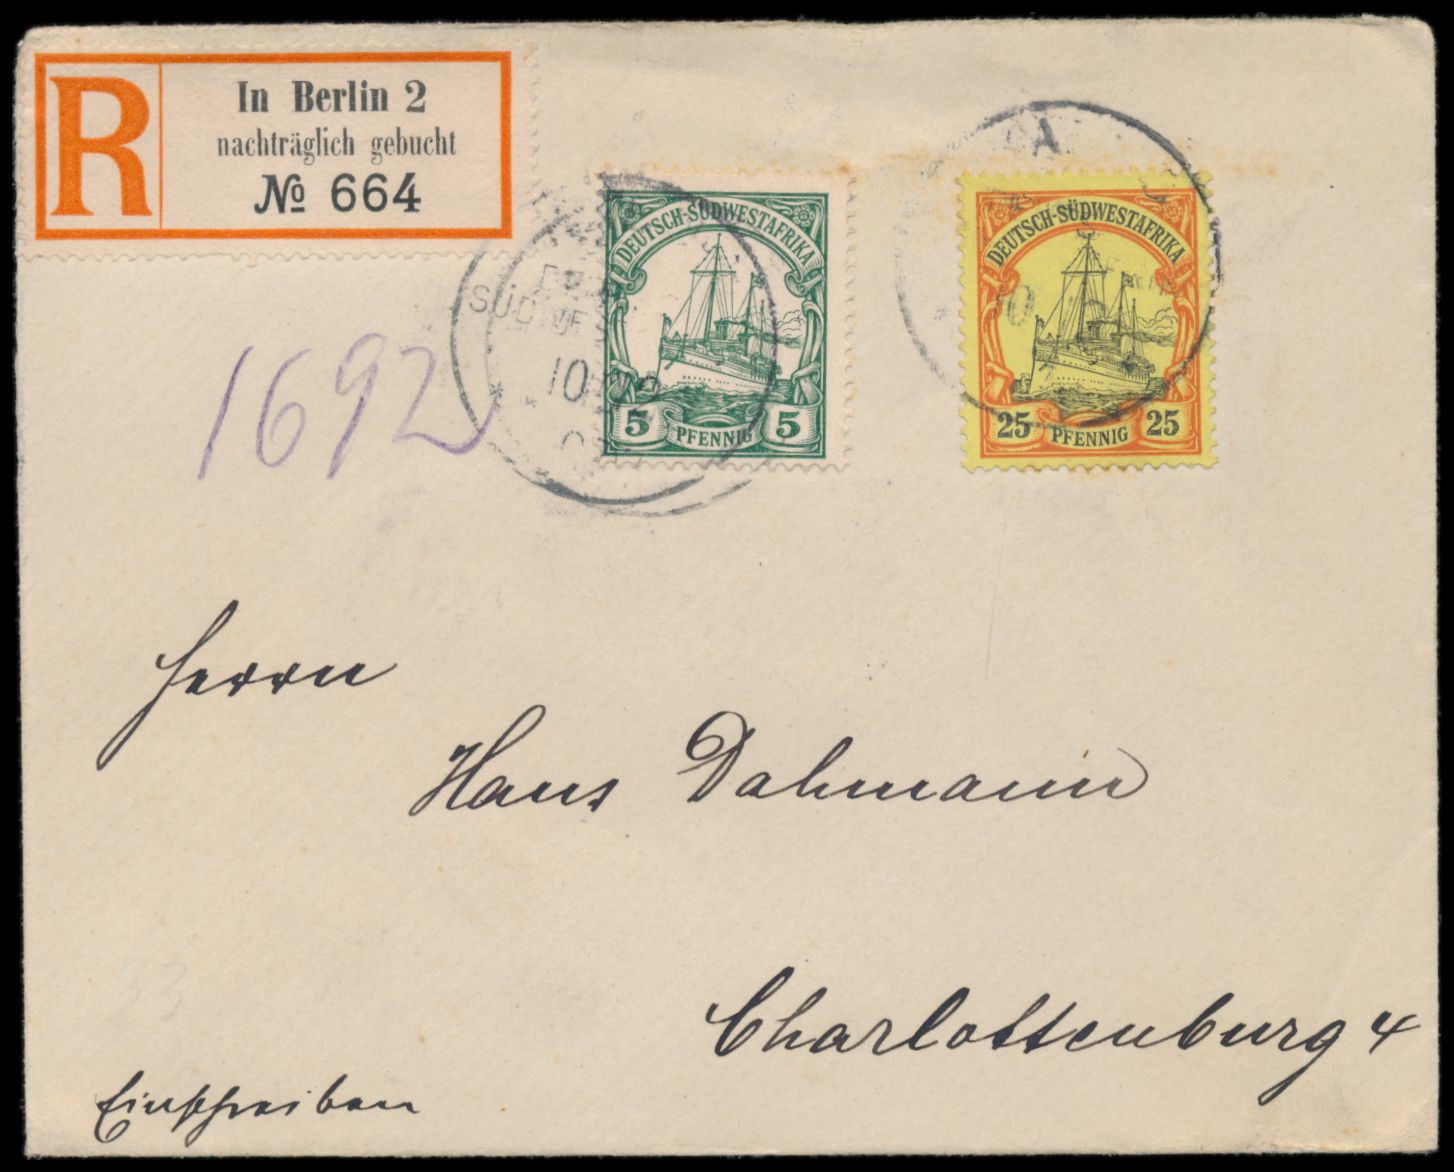 R
In Berlin 2
nachträglich gebucht
№ 664
DEUTSCH-SÜDWESTAFRIKA
5 PFENNIG 5
DEUTSCH-SÜDWESTAFRIKA
25 PFENNIG 25
10
1692
Herrn
Hans Dahmann
Charlottenburg 4
Einschreiben